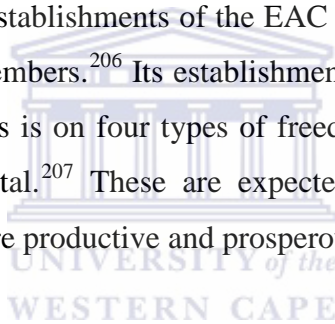 stablishments of the EAC
embers.206 Its establishmen
s is on four types of freed
tal.207 These are expecte
re productive and prospero
UNIVERSITY of the
WESTERN CAPE